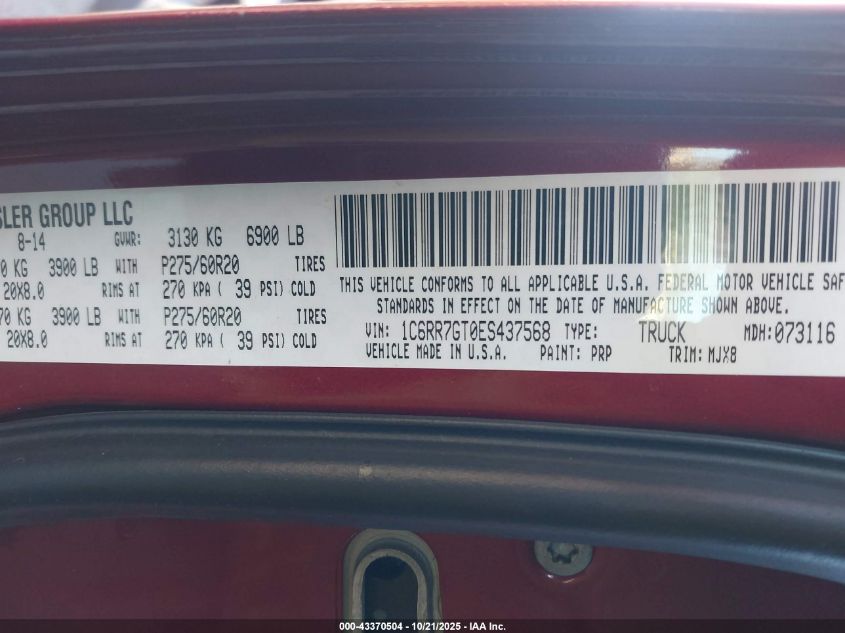 SLER GROUP LLC
8-14 GVWR: 3130 KG 6900 LB
0 KG 3900 LB WITH P275/60R20 TIRES
20X8.0 RIMS AT 270 KPA ( 39 PSI) COLD
70 KG 3900 LB WITH P275/60R20 TIRES
20X8.0 RIMS AT 270 KPA ( 39 PSI) COLD
THIS VEHICLE CONFORMS TO ALL APPLICABLE U.S.A. FEDERAL MOTOR VEHICLE SAF
STANDARDS IN EFFECT ON THE DATE OF MANUFACTURE SHOWN ABOVE.
VIN: 1C6RR7GT0ES437568 TYPE: TRUCK MDH:073116
VEHICLE MADE IN U.S.A. PAINT: PRP TRIM: MJX8
000-43370504 - 10/21/2025 - IAA Inc.